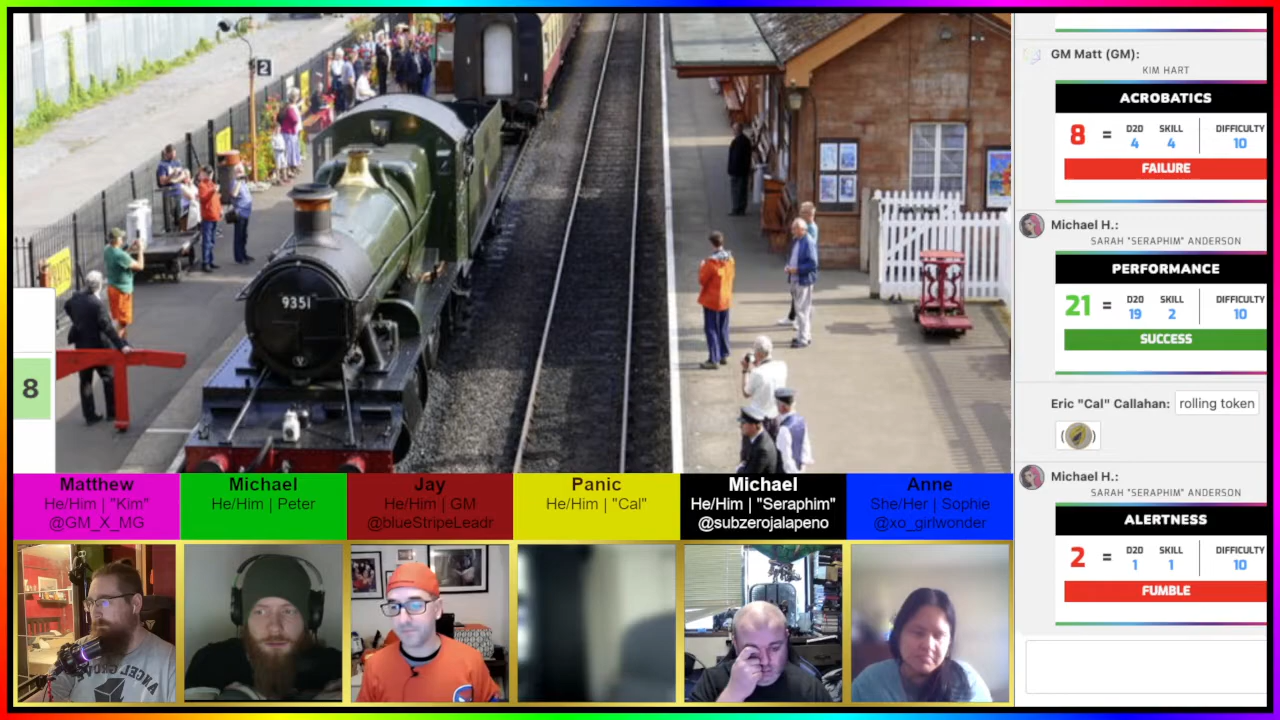 2
9351
8
GM Matt (GM):
KIM HART
ACROBATICS
8 = D20 SKILL DIFFICULTY
4 4 10
FAILURE
Michael H.:
SARAH "SERAPHIM" ANDERSON
PERFORMANCE
21 = D20 SKILL DIFFICULTY
19 2 10
SUCCESS
Eric "Cal" Callahan: rolling token
Michael H.:
SARAH "SERAPHIM" ANDERSON
ALERTNESS
2 = D20 SKILL DIFFICULTY
1 1 10
FUMBLE
Matthew
He/Him | "Kim"
@GM_X_MG
Michael
He/Him | Peter
Jay
He/Him | GM
@blueStripeLeadr
Panic
He/Him | "Cal"
Michael
He/Him | "Seraphim"
@subzerojalapeno
Anne
She/Her | Sophie
@xo_girlwonder
ANGEL GROVE